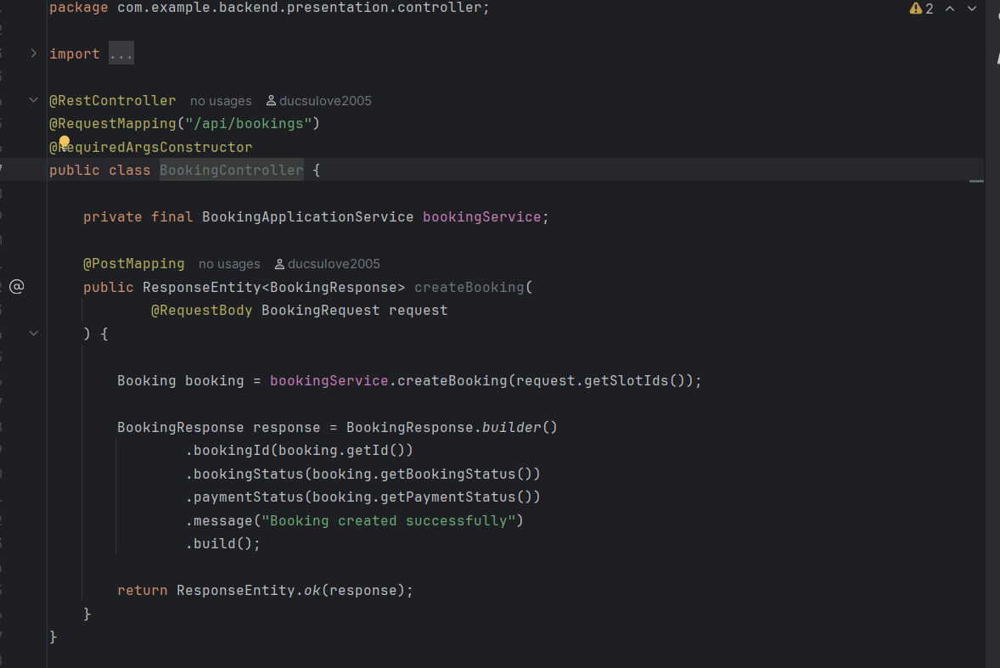 package com.example.backend.presentation.controller;
2
import ...
@RestController no usages ducsulove2005
@RequestMapping("/api/bookings")
@RequiredArgsConstructor
public class BookingController {
private final BookingApplicationService bookingService;
@PostMapping no usages ducsulove2005
public ResponseEntity<BookingResponse> createBooking(
@RequestBody BookingRequest request
) {
Booking booking = bookingService.createBooking(request.getSlotIds());
BookingResponse response = BookingResponse.builder()
.bookingId(booking.getId())
.bookingStatus(booking.getBookingStatus())
.paymentStatus(booking.getPaymentStatus())
.message("Booking created successfully")
.build();
return ResponseEntity.ok(response);
}
}